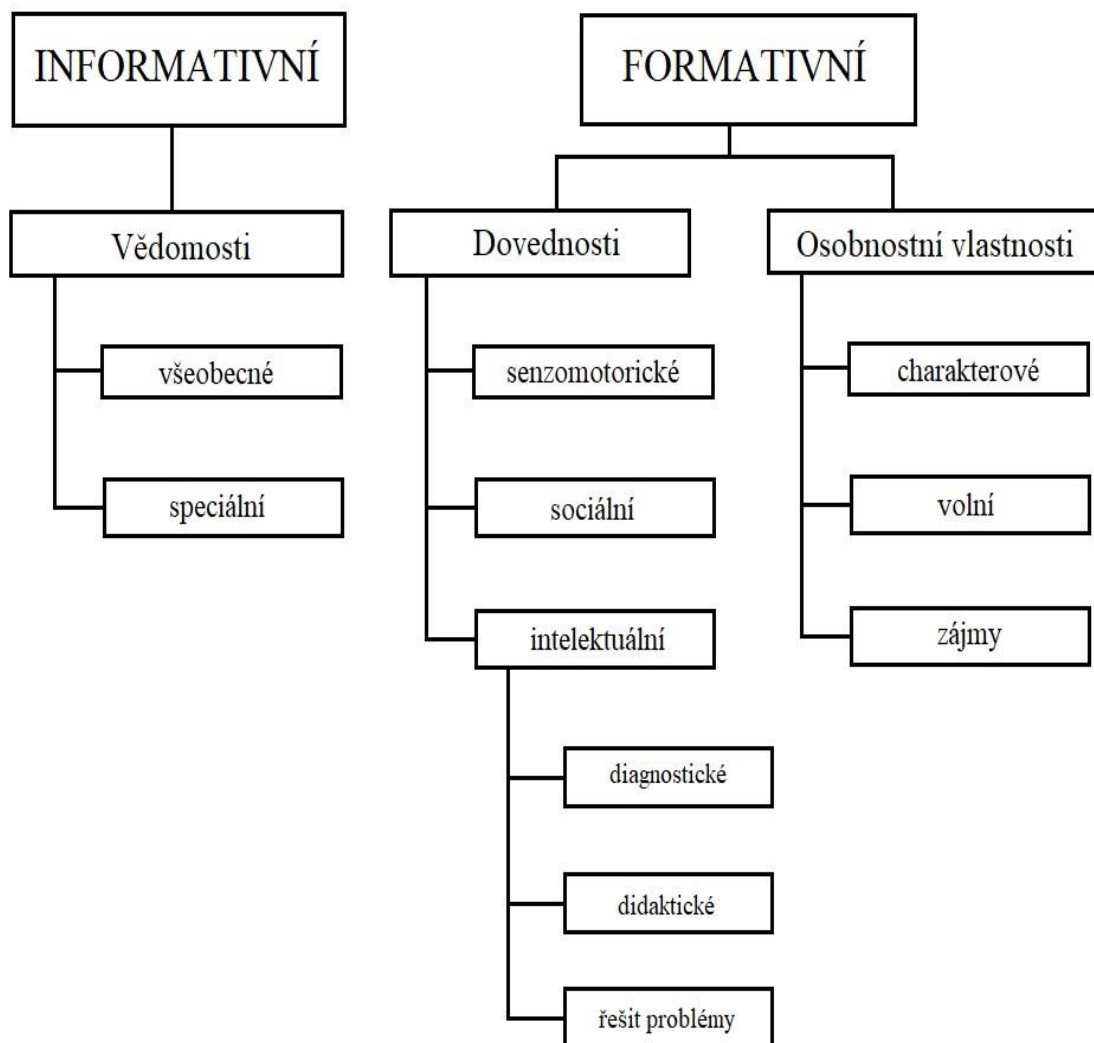 INFORMATIVNÍ
FORMATIVNÍ
Vědomosti
Dovednosti
Osobnostní vlastnosti
všeobecné
senzomotorické
charakterové
speciální
sociální
volní
intelektuální
zájmy
diagnostické
didaktické
řešit problémy